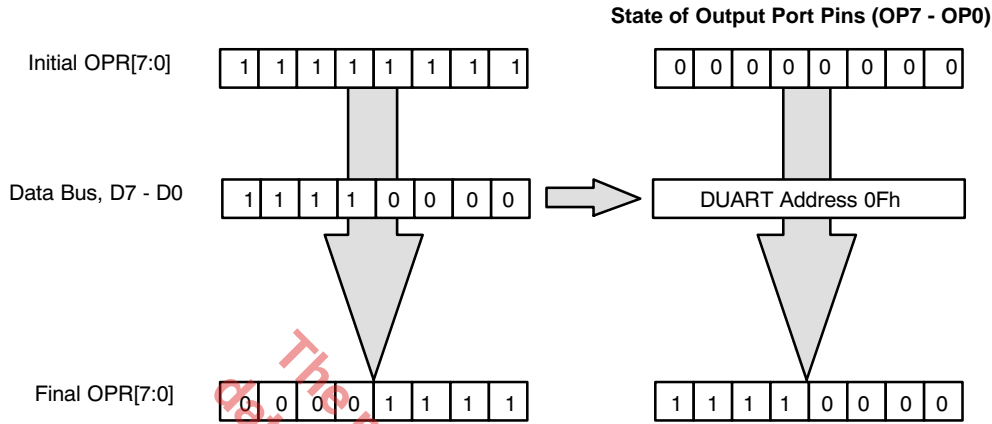 State of Output Port Pins (OP7 - OP0)
Initial OPR[7:0] 1 1 1 1 1 1 1 1 0 0 0 0 0 0 0 0
Data Bus, D7 - D0 1 1 1 1 0 0 0 0 DUART Address 0Fh
Final OPR[7:0] 0 0 0 0 1 1 1 1 1 1 1 1 0 0 0 0
The